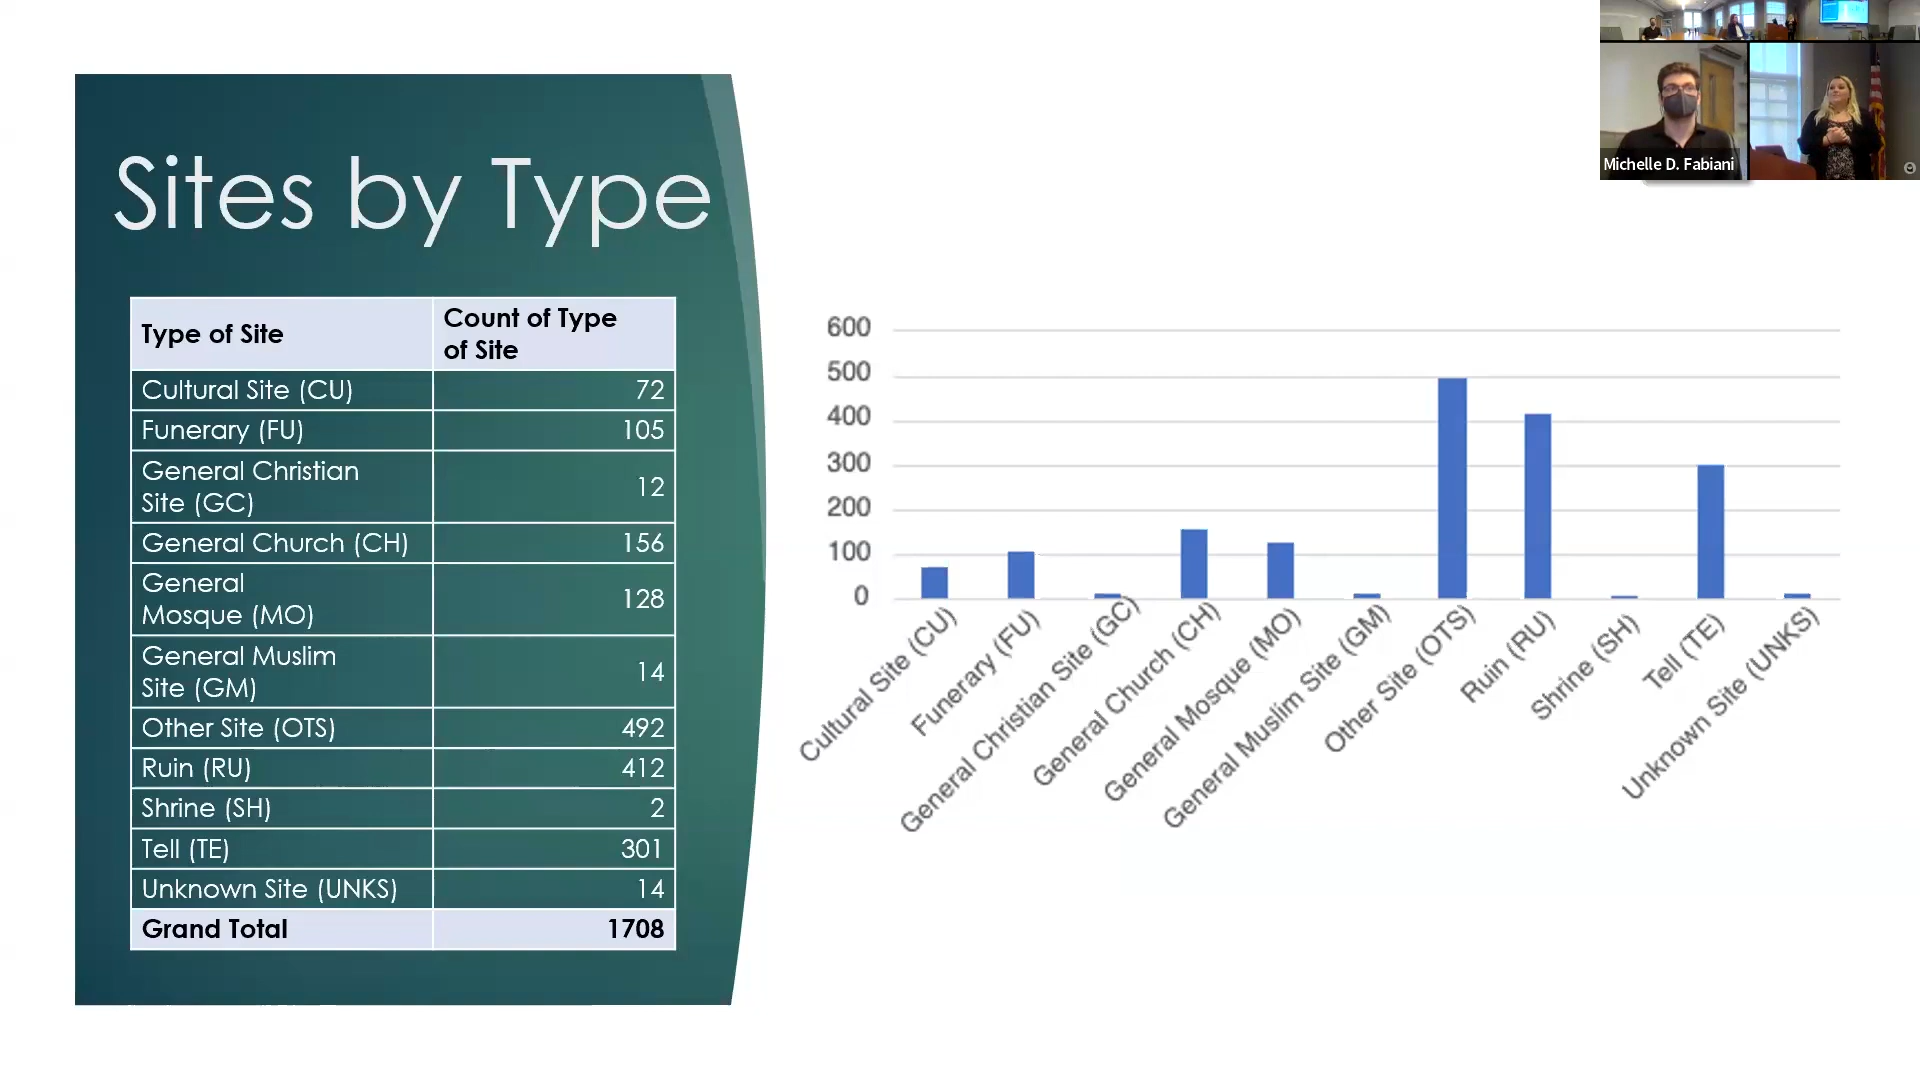 Sites by Type
Type of Site
Count of Type
of Site
Cultural Site (CU)
72
Funerary (FU)
105
General Christian
Site (GC)
12
General Church (CH)
156
General
Mosque (MO)
128
General Muslim
Site (GM)
14
Other Site (OTS)
492
Ruin (RU)
412
Shrine (SH)
2
Tell (TE)
301
Unknown Site (UNKS)
14
Grand Total
1708
600
500
400
300
200
100
0
Cultural Site (CU)
Funerary (FU)
General Christian Site (GC)
General Church (CH)
General Mosque (MO)
General Muslim Site (GM)
Other Site (OTS)
Ruin (RU)
Shrine (SH)
Tell (TE)
Unknown Site (UNKS)
Michelle D. Fabiani